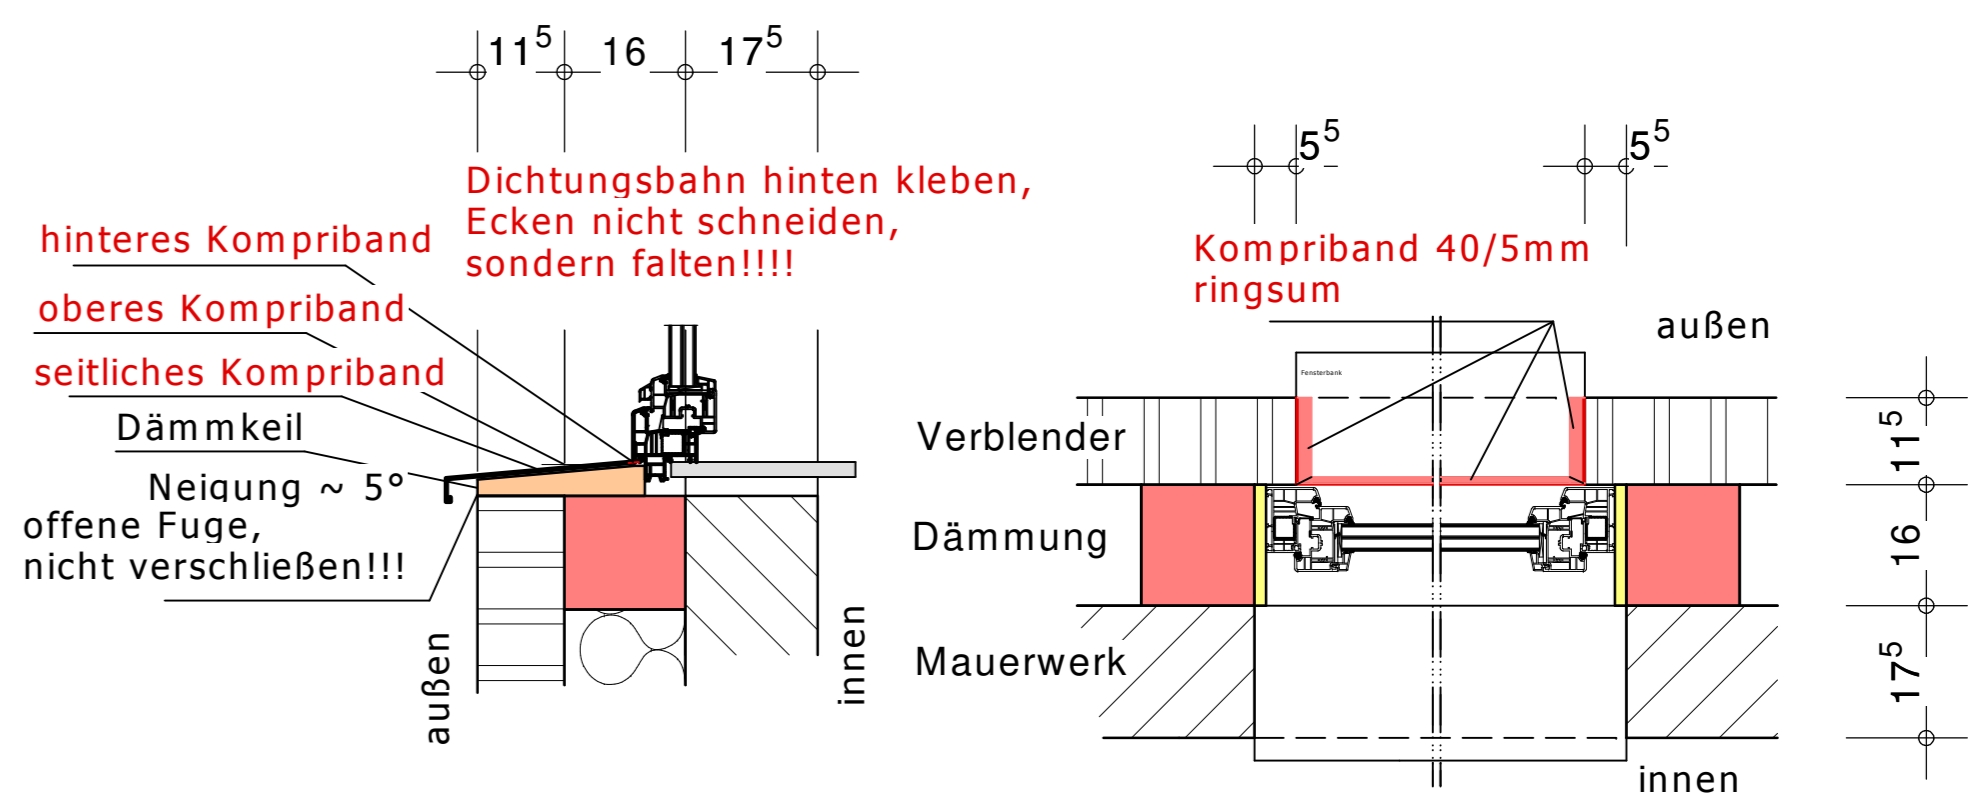 11⁵ 16 17⁵
Dichtungsbahn hinten kleben,
Ecken nicht schneiden,
sondern falten!!!!
hinteres Kompriband
oberes Kompriband
seitliches Kompriband
Dämmkeil
Neigung ~ 5°
offene Fuge,
nicht verschließen!!!
außen
innen
5⁵ 5⁵
Kompriband 40/5mm
ringsum
außen
Fensterbank
Verblender
Dämmung
Mauerwerk
11⁵
16
17⁵
innen